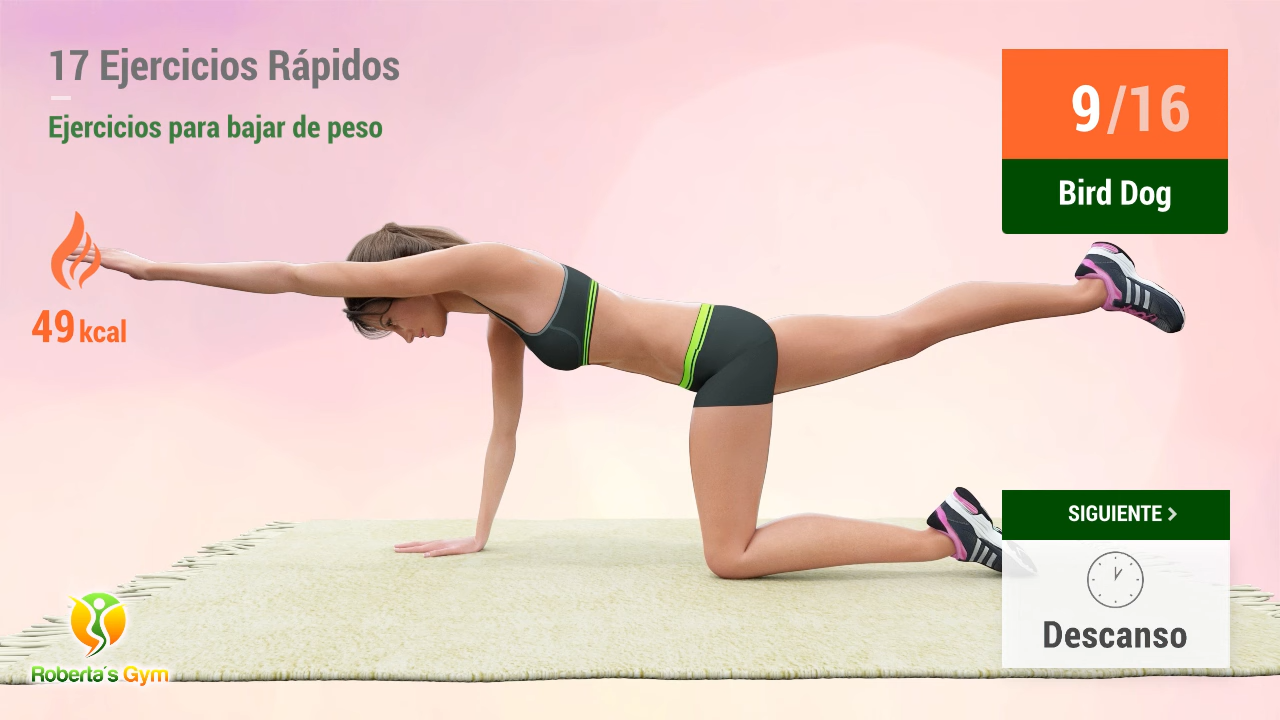 17 Ejercicios Rápidos
Ejercicios para bajar de peso
9/16
Bird Dog
49 kcal
SIGUIENTE >
Descanso
Roberta´s Gym